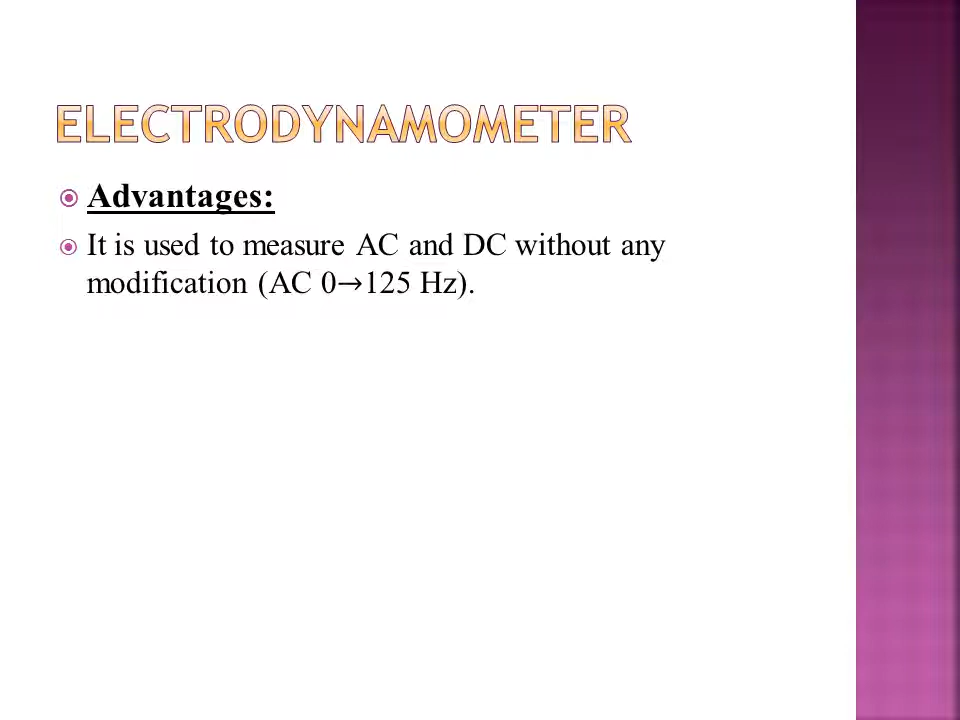 ELECTRODYNAMOMETER
Advantages:
It is used to measure AC and DC without any
modification (AC 0→125 Hz).